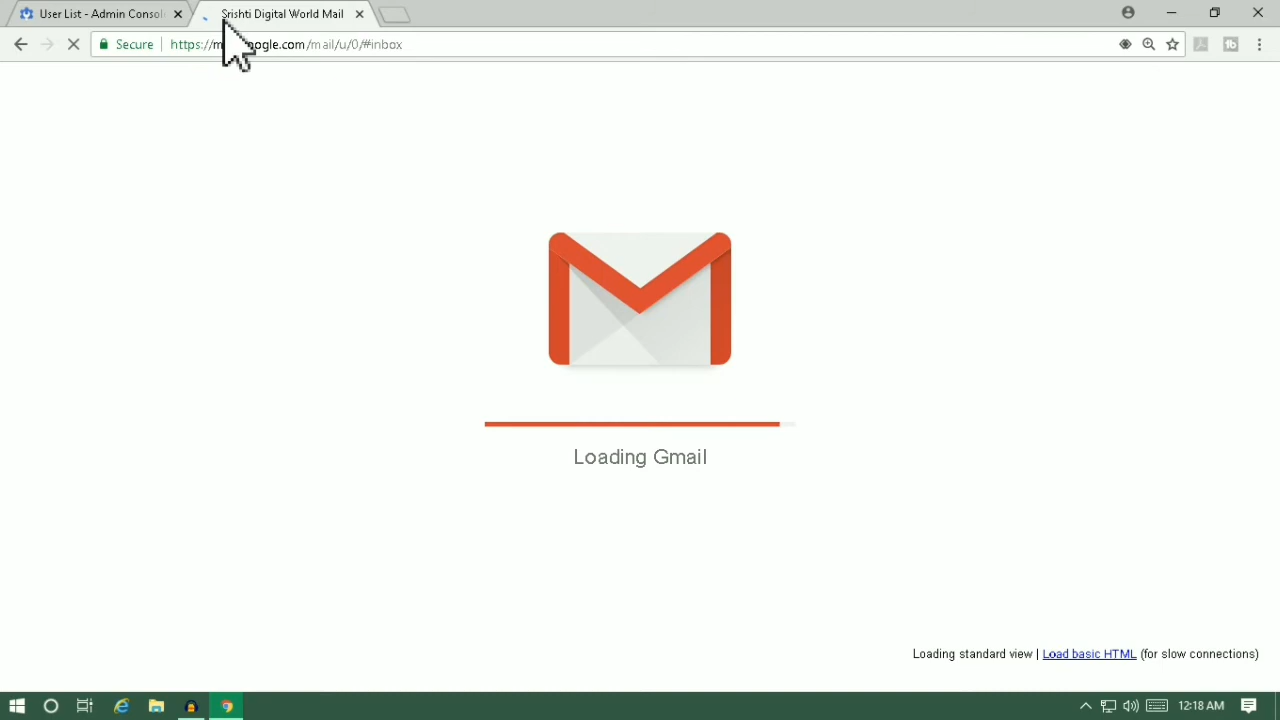 User List - Admin Consol
Srishti Digital World Mail
Secure
https://m
oogle.com/mail/u/0/#inbox
Loading Gmail
Loading standard view | Load basic HTML (for slow connections)
12:18 AM